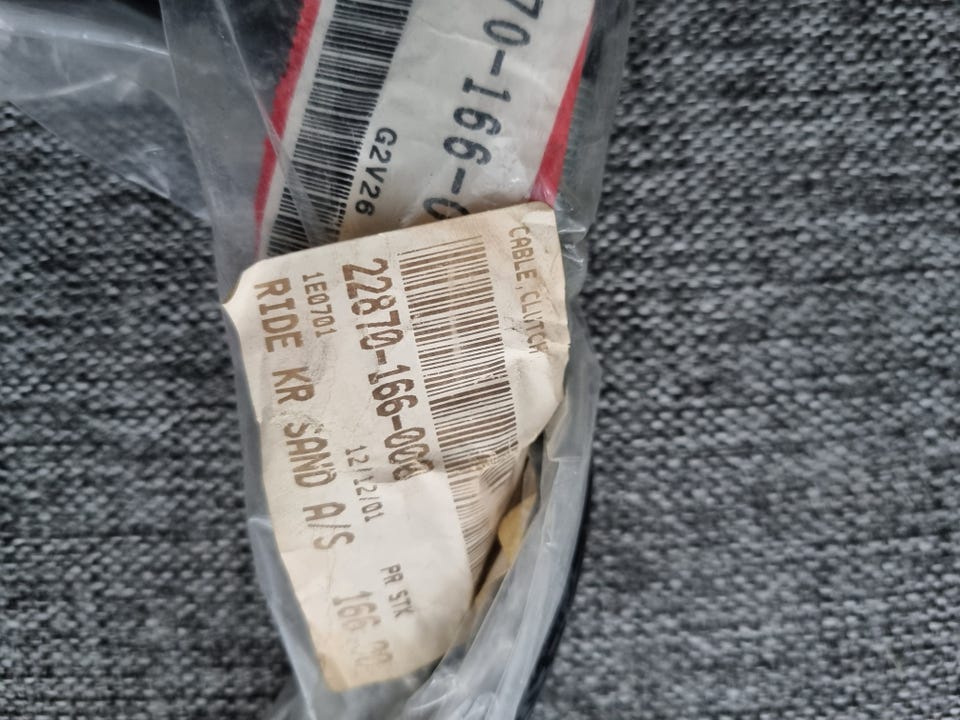 70-166-0
G2V26
CABLE,CLUTCH
22870-166-000
1E0701 12/12/01 PR STK
RIDE KR SAND A/S 166.00